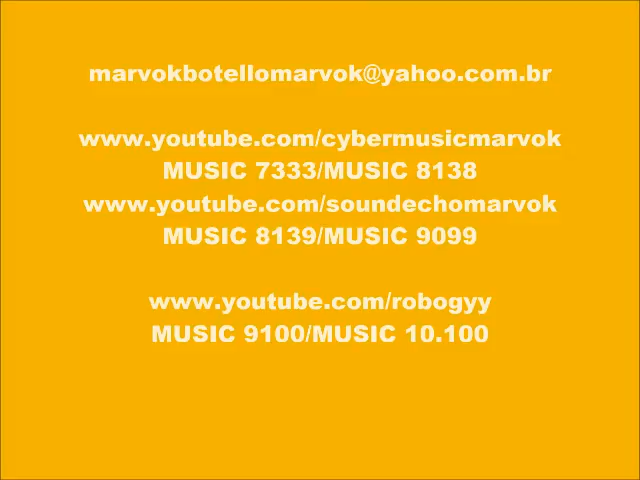 marvokbotellomarvok@yahoo.com.br
www.youtube.com/cybermusicmarvok
MUSIC 7333/MUSIC 8138
www.youtube.com/soundechomarvok
MUSIC 8139/MUSIC 9099
www.youtube.com/robogyy
MUSIC 9100/MUSIC 10.100